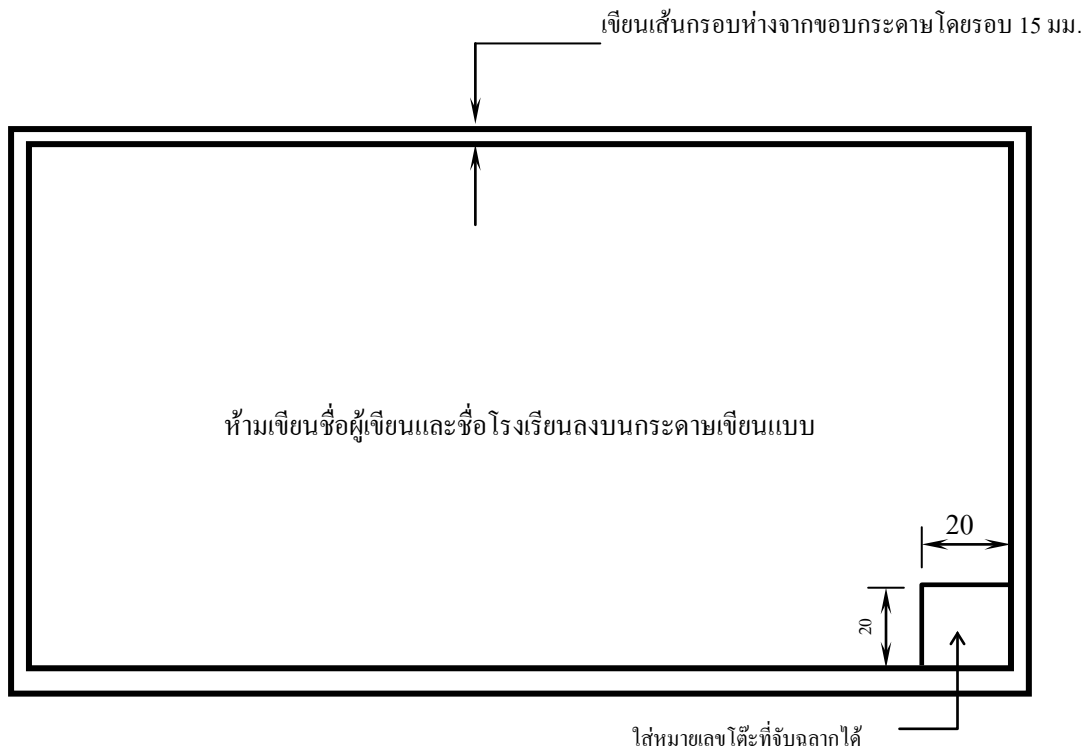 เขียนเส้นกรอบห่างจากขอบกระดาษโดยรอบ 15 มม.
ห้ามเขียนชื่อผู้เขียนและชื่อโรงเรียนลงบนกระดาษเขียนแบบ
20
20
ใส่หมายเลขโต๊ะที่จับฉลากได้